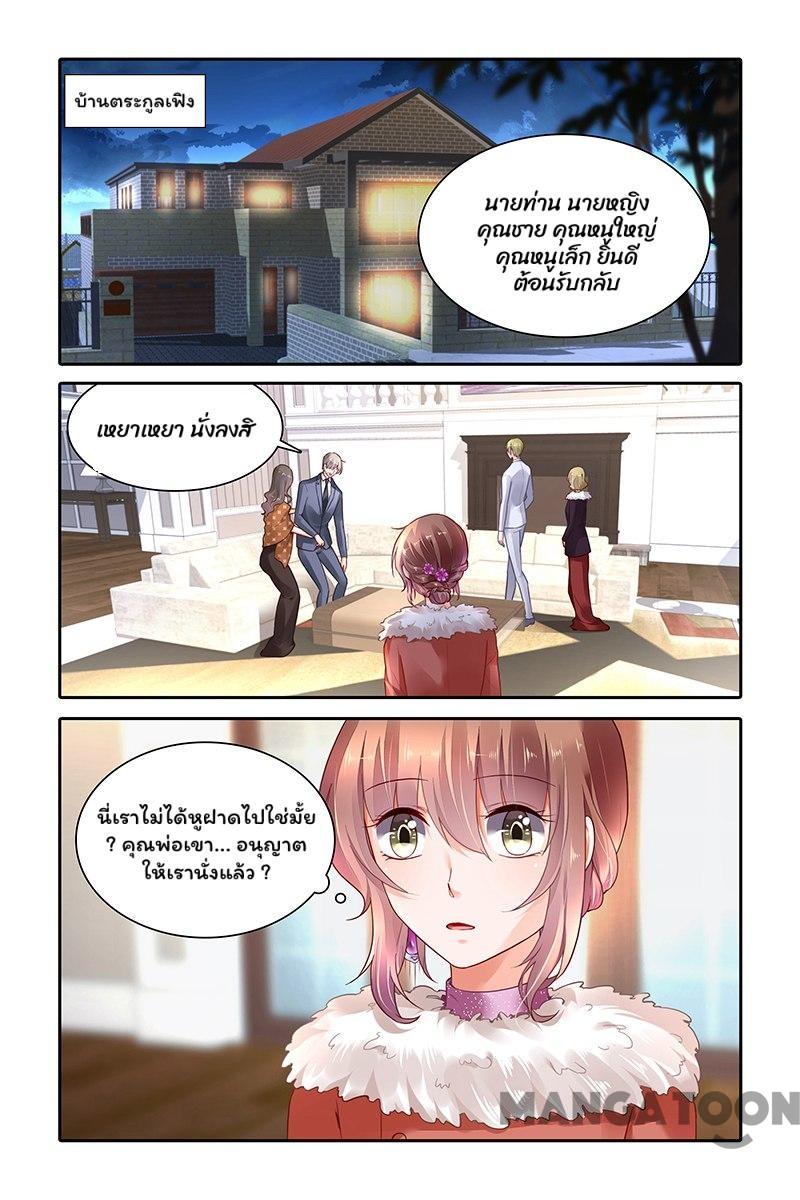 บ้านตระกูลเฟิง
นายท่าน นายหญิง
คุณชาย คุณหนูใหญ่
คุณหนูเล็ก ยินดี
ต้อนรับกลับ
เหยาเหยา นั่งลงสิ
นี่เราไม่ได้หูฝาดไปใช่มั้ย
? คุณพ่อเขา... อนุญาต
ให้เรานั่งแล้ว ?
MANGATOON